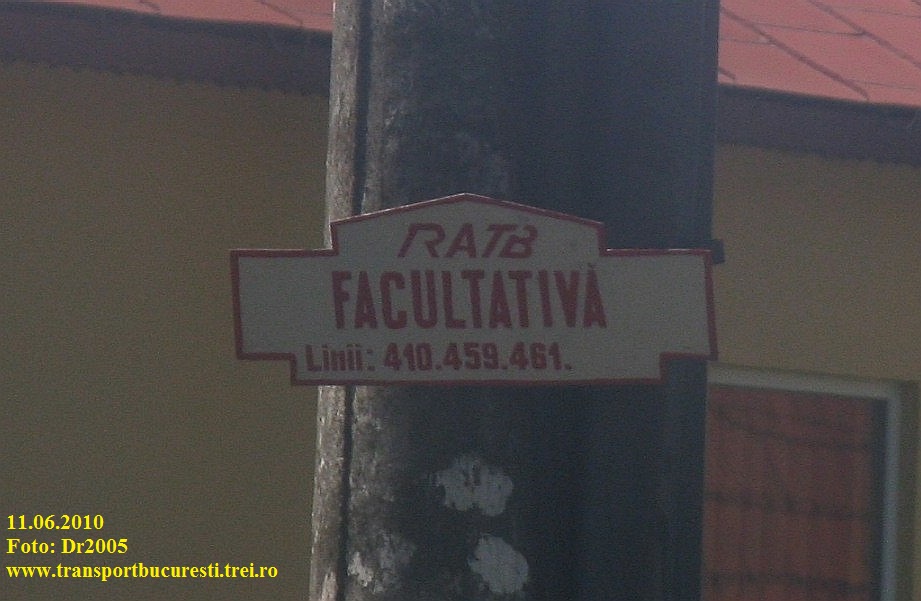 RATB
FACULTATIVĂ
Linii: 410.459.461.
11.06.2010
Foto: Dr2005
www.transportbucuresti.trei.ro